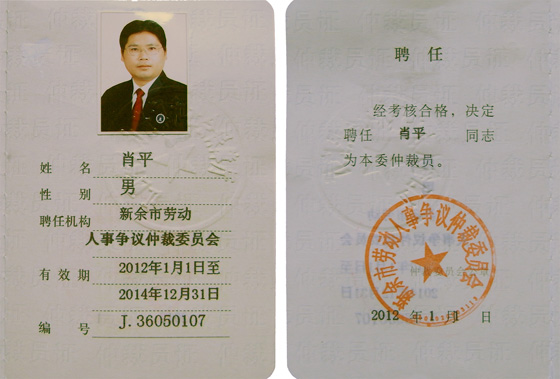 姓 名 肖平
性 别 男
聘任机构 新余市劳动
人事争议仲裁委员会
有 效 期 2012年1月1日至
2014年12月31日
编 号 J.36050107
聘 任
经考核合格，决定
聘任 肖平 同志
为本委仲裁员。
新余市劳动人事争议仲裁委员会
2012 年 1 月 1 日